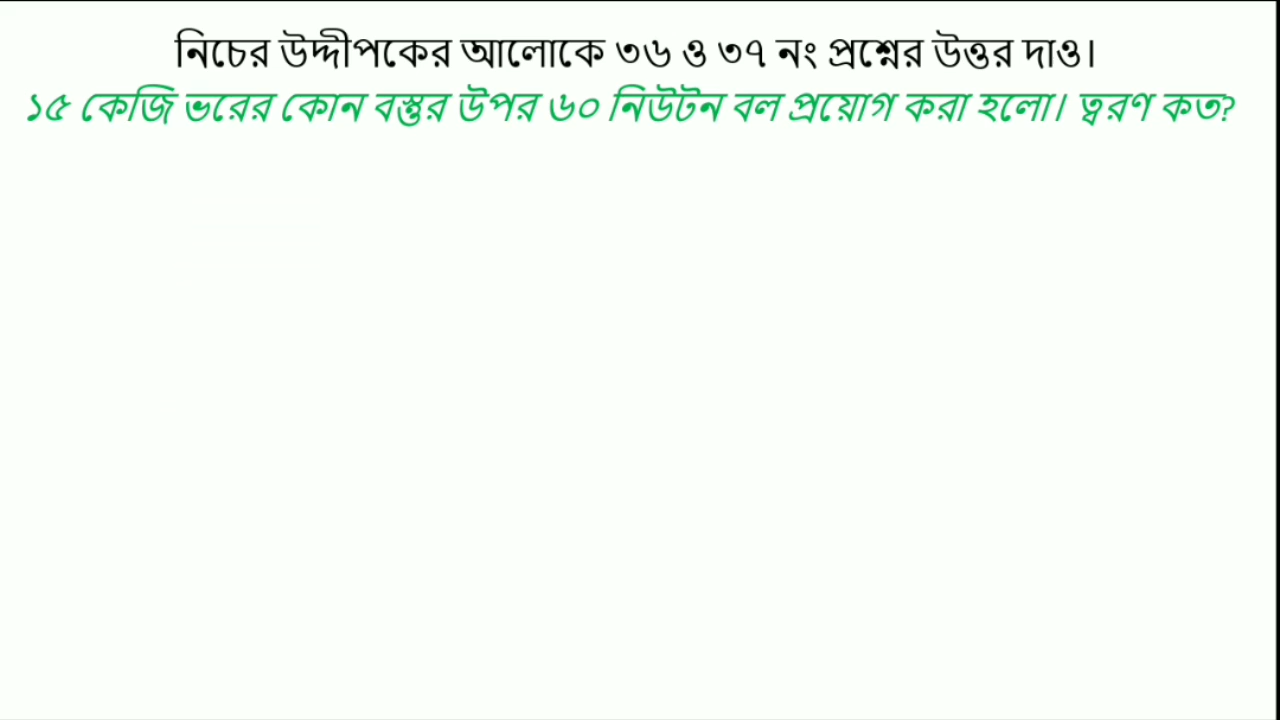 নিচের উদ্দীপকের আলোকে ৩৬ ও ৩৭ নং প্রশ্নের উত্তর দাও।
১৫ কেজি ভরের কোন বস্তুর উপর ৬০ নিউটন বল প্রয়োগ করা হলো। ত্বরণ কত?